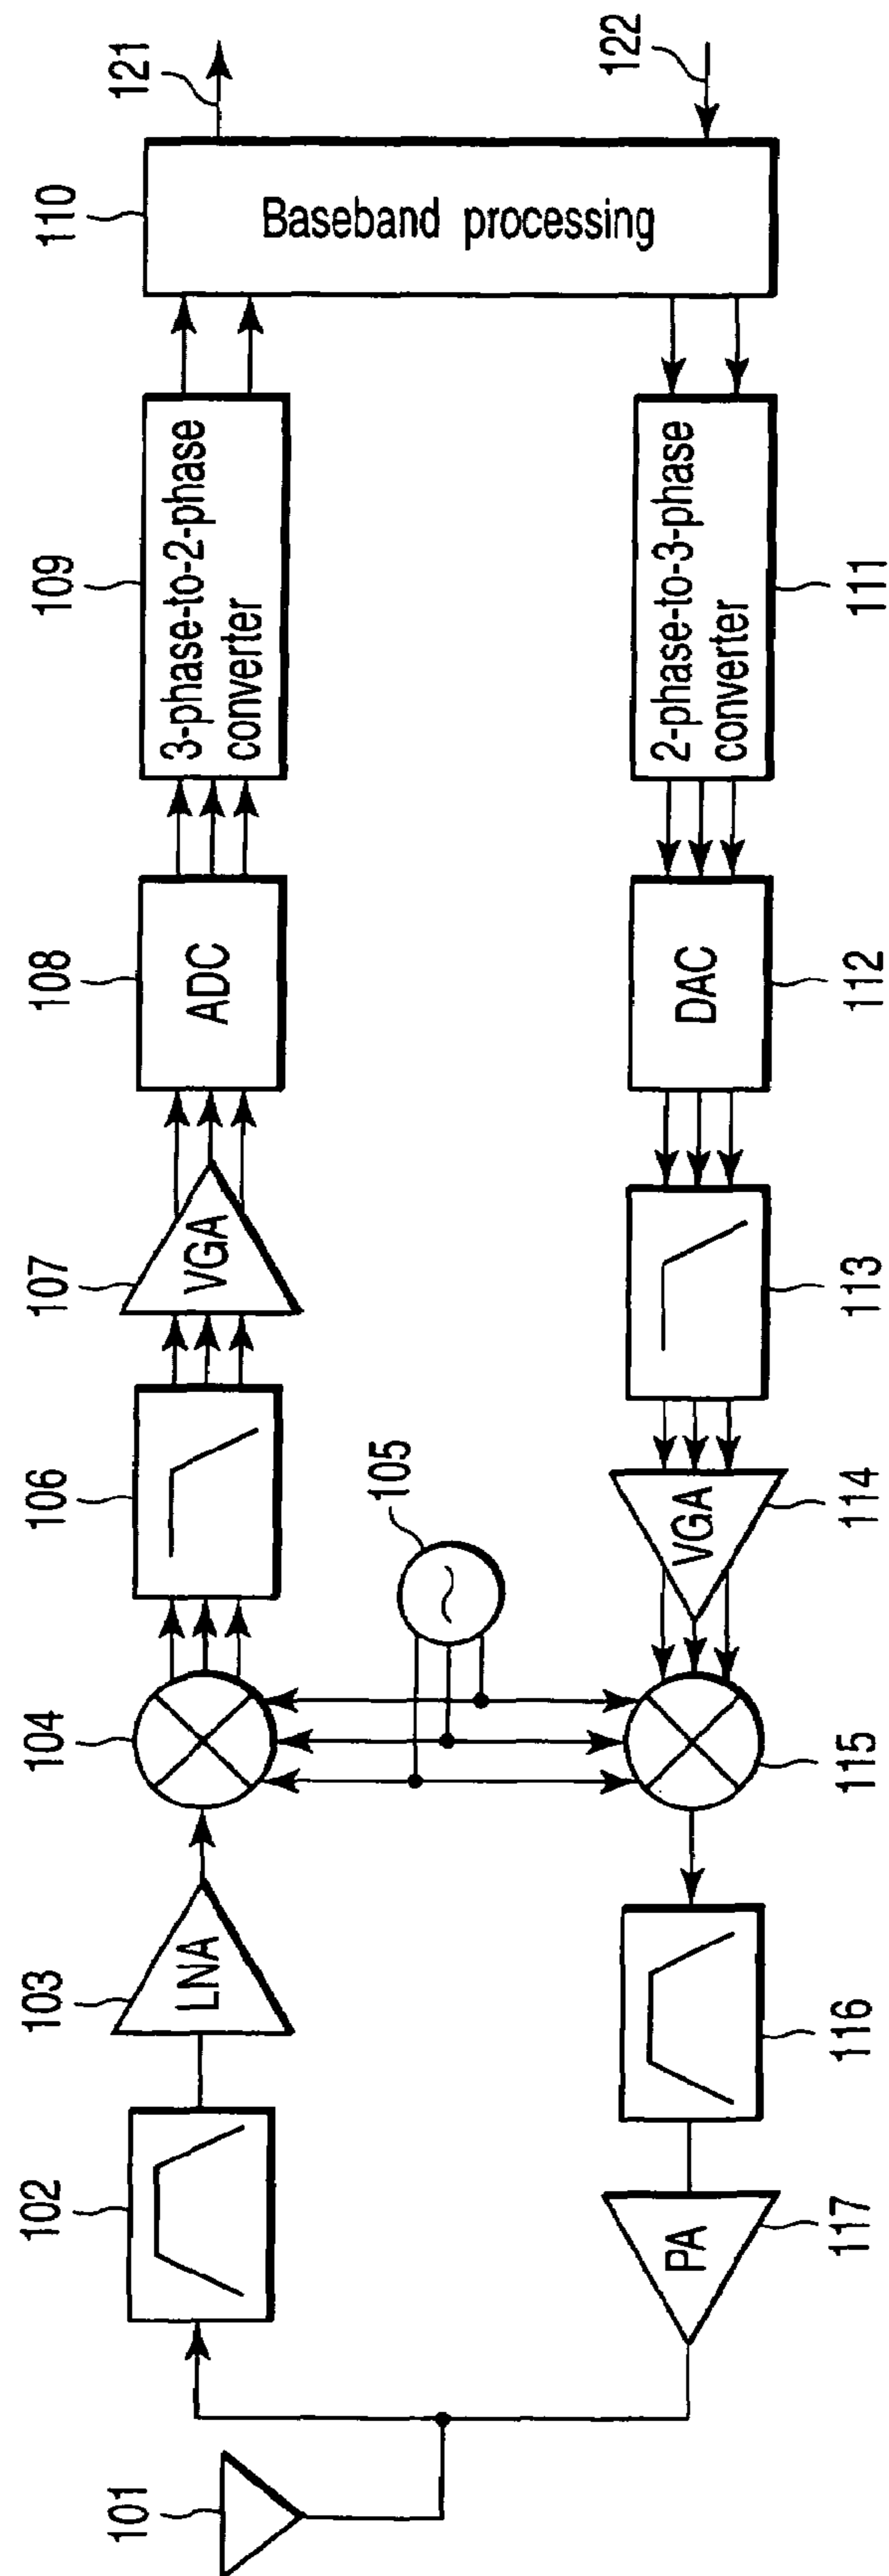 101
102
103
LNA
104
105
106
107
VGA
108
ADC
109
3-phase-to-2-phase
converter
110
Baseband processing
121
122
2-phase-to-3-phase
converter
111
DAC
112
113
VGA
114
115
116
PA
117